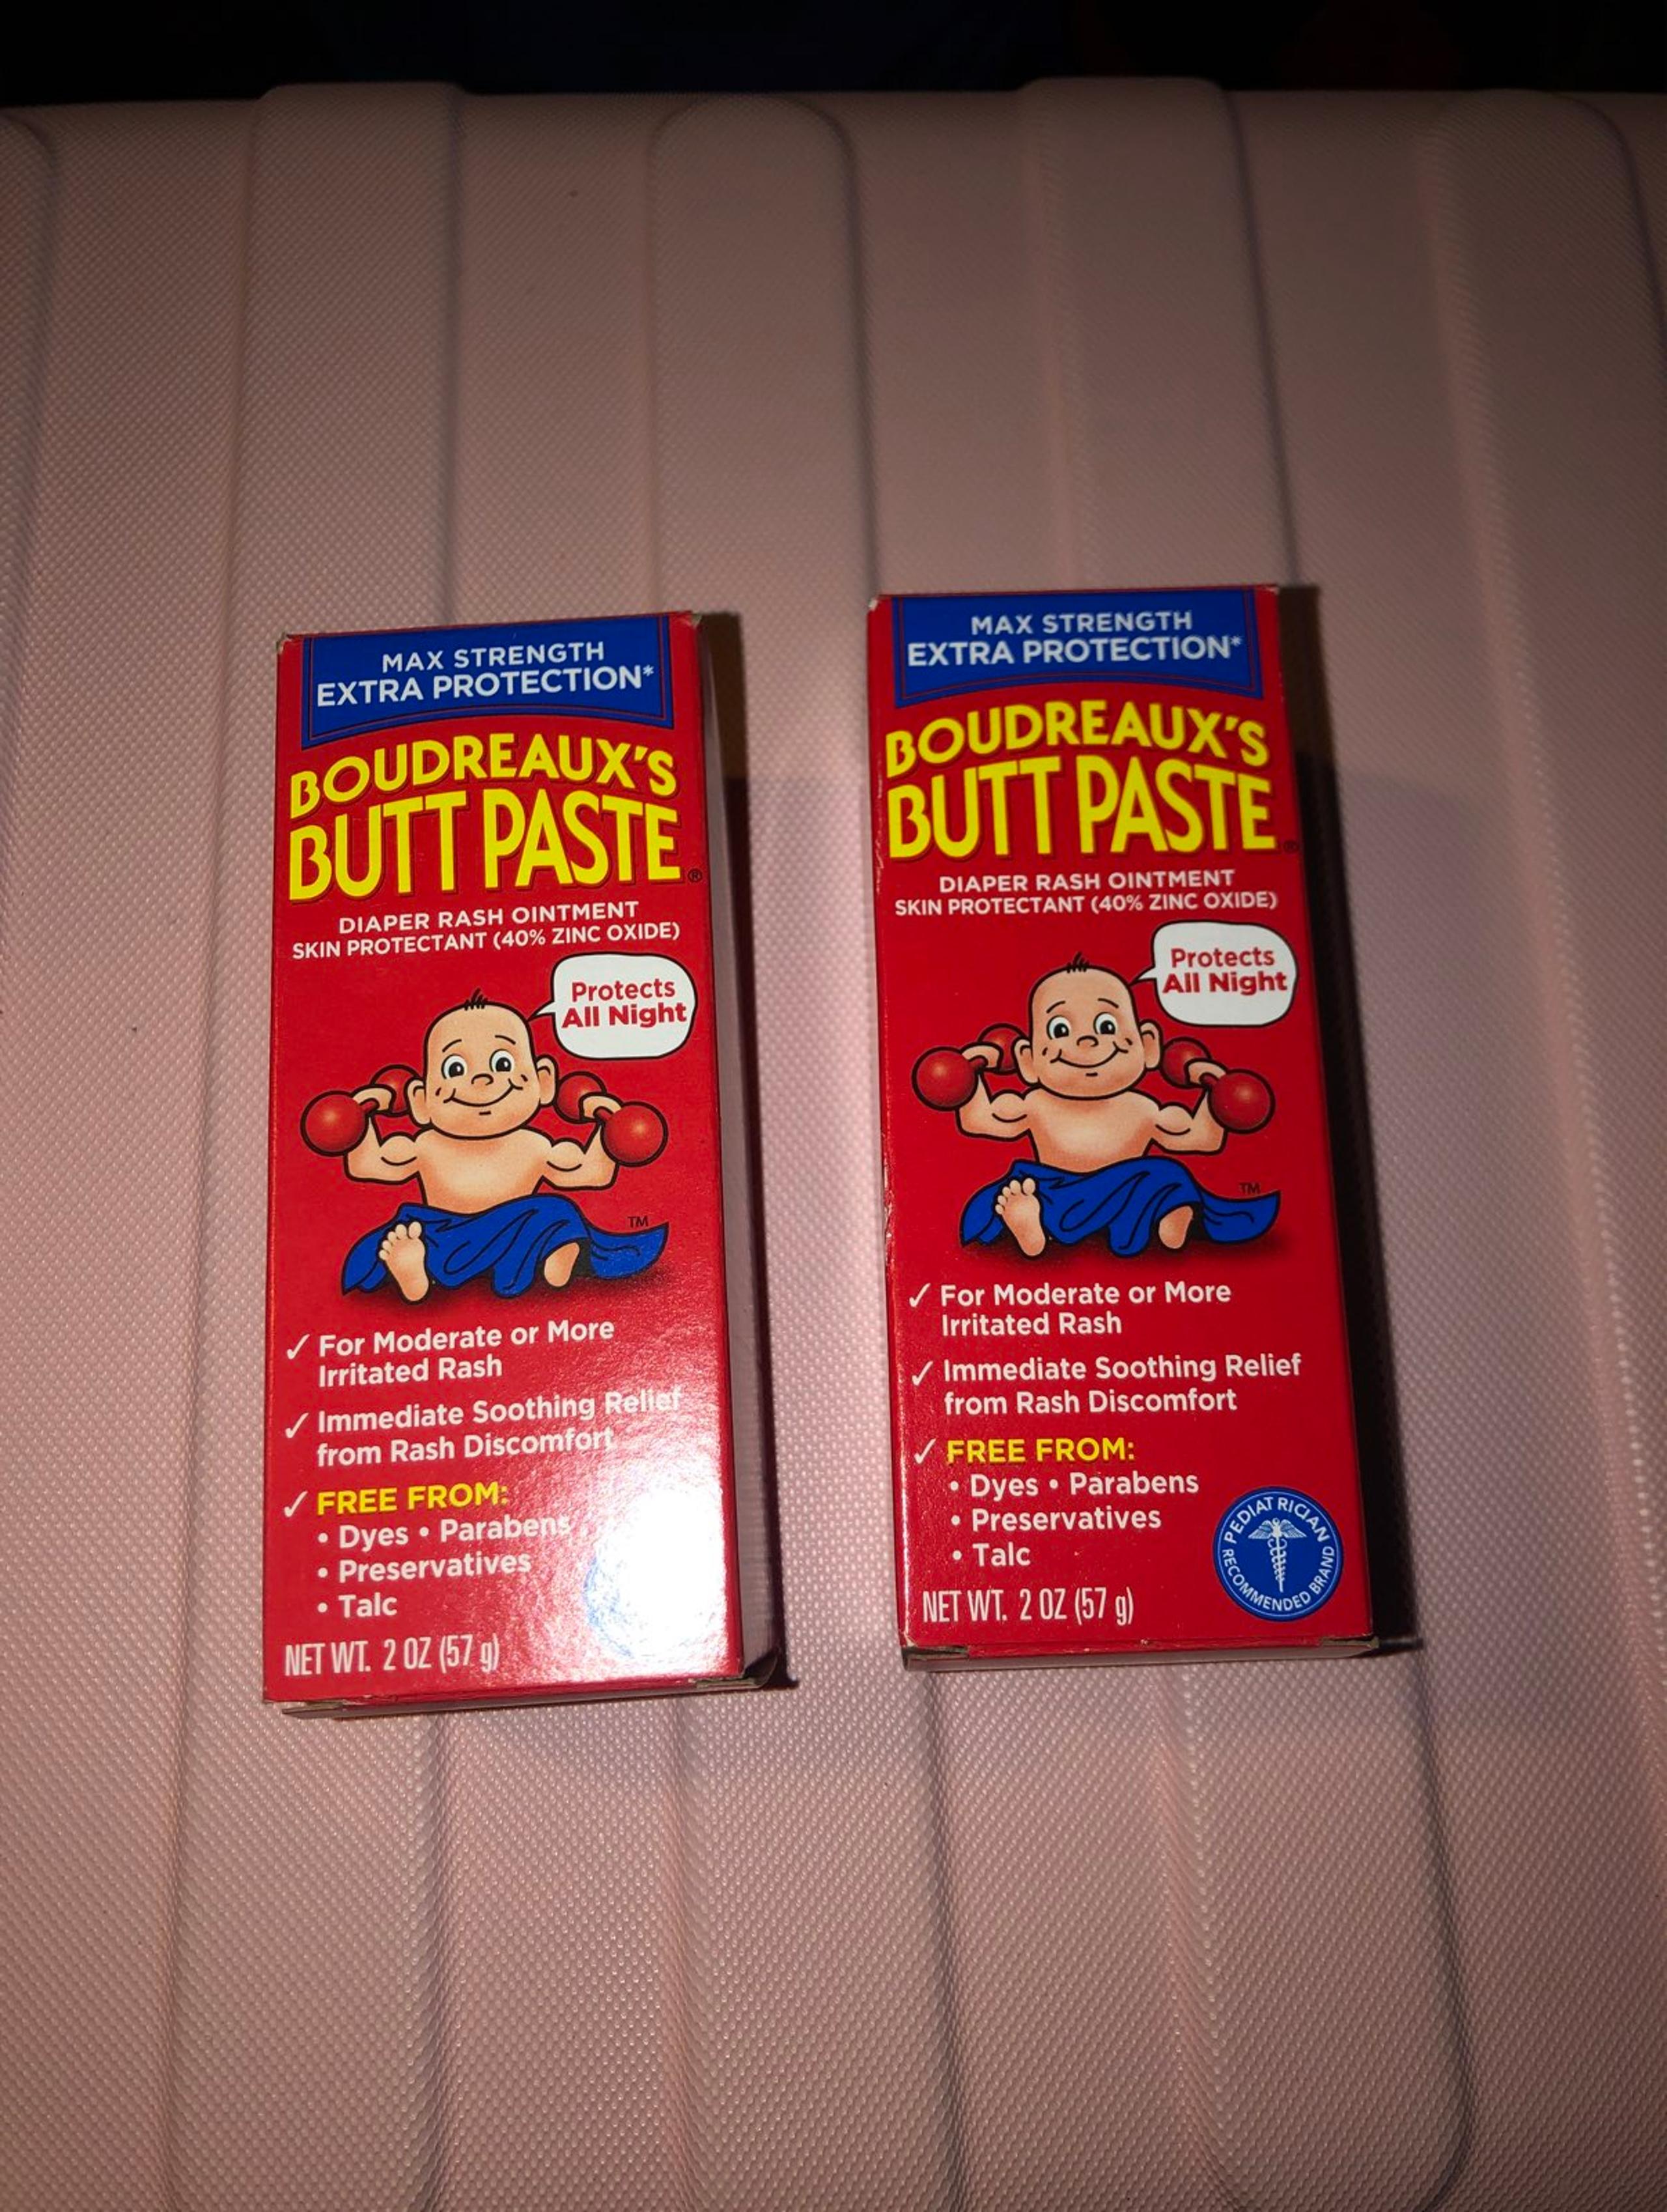 MAX STRENGTH
EXTRA PROTECTION*
BOUDREAUX'S
BUTT PASTE®
DIAPER RASH OINTMENT
SKIN PROTECTANT (40% ZINC OXIDE)
Protects
All Night
TM
✓ For Moderate or More
Irritated Rash
✓ Immediate Soothing Relief
from Rash Discomfort
✓ FREE FROM:
• Dyes • Parabens
• Preservatives
• Talc
NET WT. 2 OZ (57 g)
MAX STRENGTH
EXTRA PROTECTION*
BOUDREAUX'S
BUTT PASTE®
DIAPER RASH OINTMENT
SKIN PROTECTANT (40% ZINC OXIDE)
Protects
All Night
TM
✓ For Moderate or More
Irritated Rash
✓ Immediate Soothing Relief
from Rash Discomfort
✓ FREE FROM:
• Dyes • Parabens
• Preservatives
• Talc
PEDIATRICIAN
RECOMMENDED BRAND
NET WT. 2 OZ (57 g)